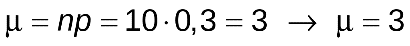 μ = np = 10·0,3 = 3 → μ = 3